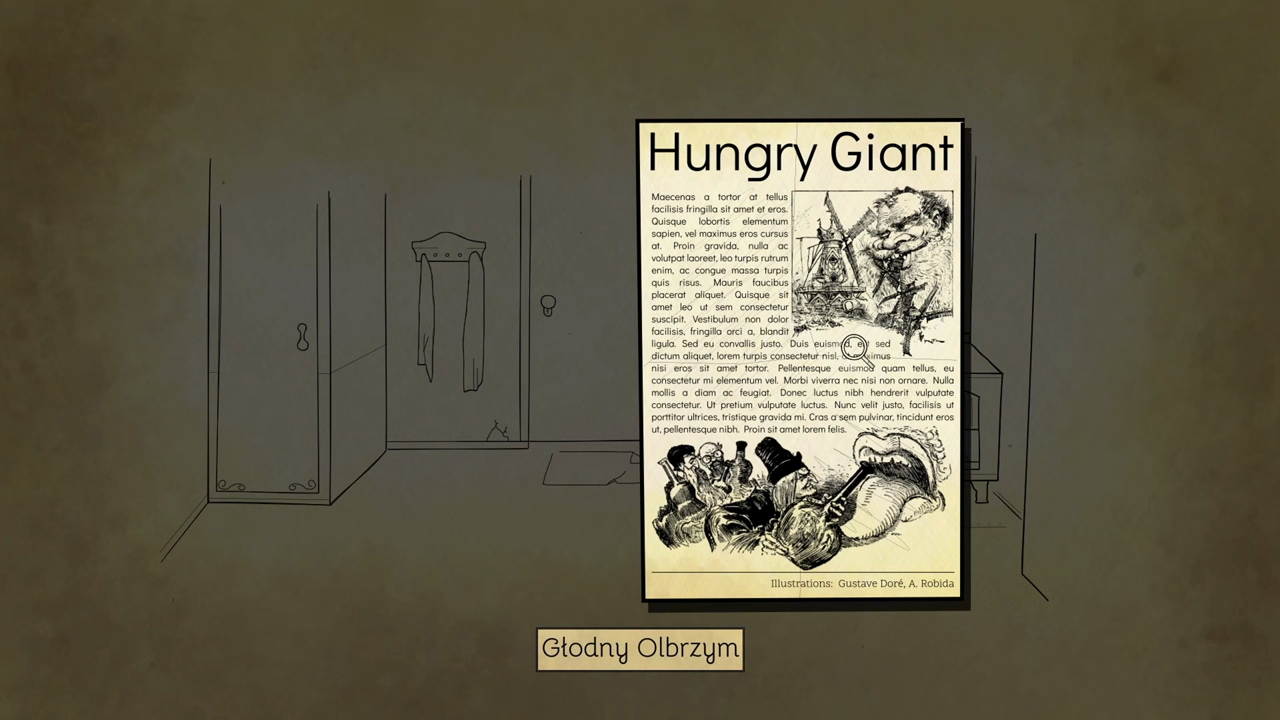 Hungry Giant
Maecenas a tortor at tellus
facilisis fringilla sit amet et eros.
Quisque lobortis elementum
sapien, vel maximus eros cursus
at. Proin gravida, nulla ac
volutpat laoreet, leo turpis rutrum
enim, ac congue massa turpis
quis risus. Mauris faucibus
placerat aliquet. Quisque sit
amet leo ut sem consectetur
suscipit. Vestibulum non dolor
facilisis, fringilla orci a, blandit
ligula. Sed eu convallis justo. Duis sed
dictum aliquet, lorem turpis consectetur nisl,
nisi eros sit amet tortor. Pellentesque euismod quam tellus, eu
consectetur mi elementum vel. Morbi viverra nec nisi non ornare. Nulla
mollis a diam ac feugiat. Donec luctus nibh hendrerit vulputate
consectetur. Ut pretium vulputate luctus. Nunc velit justo, facilisis ut
porttitor ultrices, tristique gravida mi. Cras a sem pulvinar, tincidunt eros
ut, pellentesque nibh. Proin sit amet lorem felis.
Illustrations: Gustave Doré, A. Robida
Głodny Olbrzym